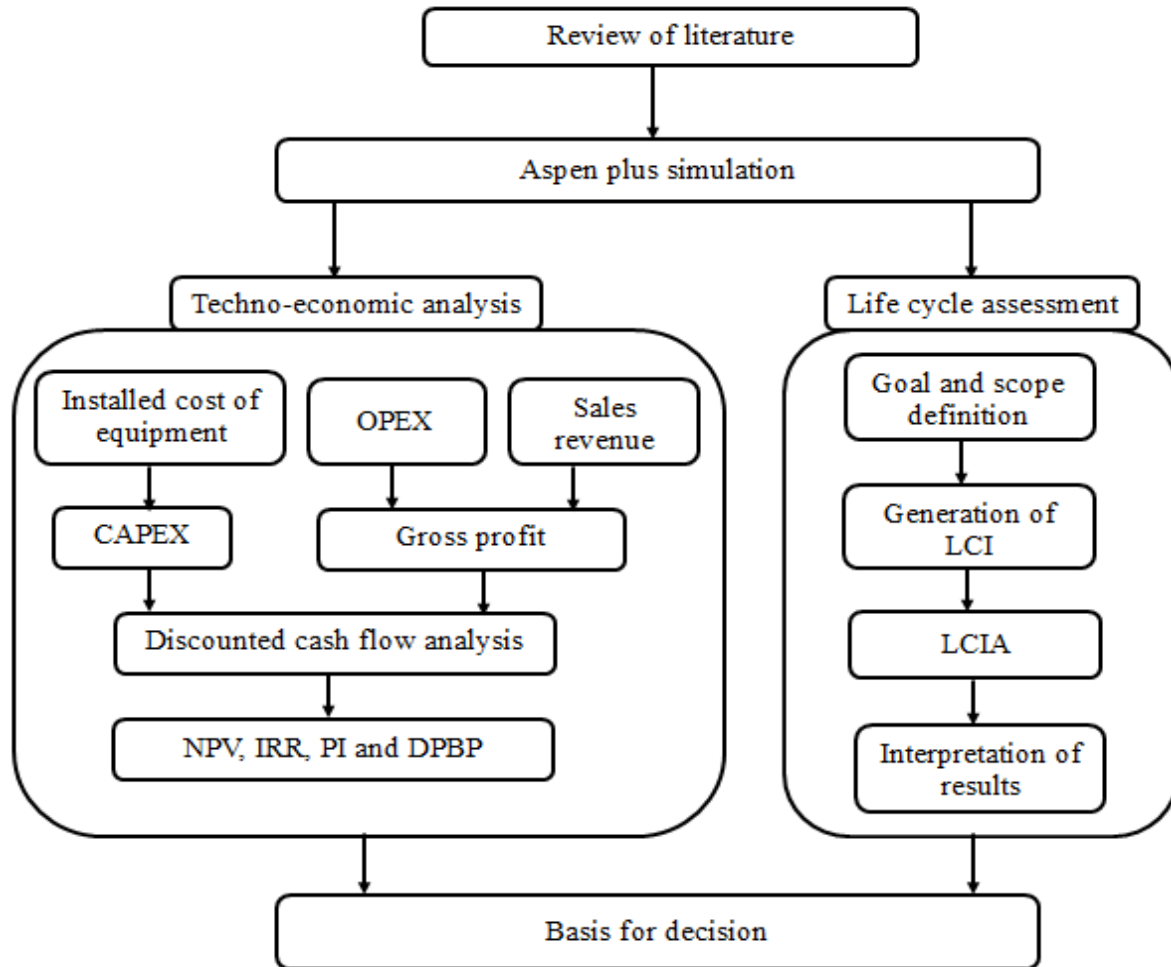 Review of literature
Aspen plus simulation
Techno-economic analysis
Installed cost of
equipment
OPEX
Sales
revenue
CAPEX
Gross profit
Discounted cash flow analysis
NPV, IRR, PI and DPBP
Life cycle assessment
Goal and scope
definition
Generation of
LCI
LCIA
Interpretation of
results
Basis for decision